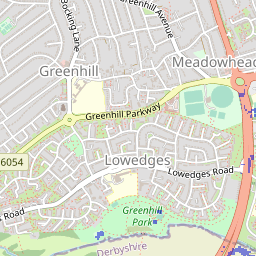 Bocking Lane
Greenhill Avenue
Greenhill
Meadowhead
Greenhill Parkway
6054
Lowedges
Lowedges Road
s Road
Greenhill
Park
Derbyshire